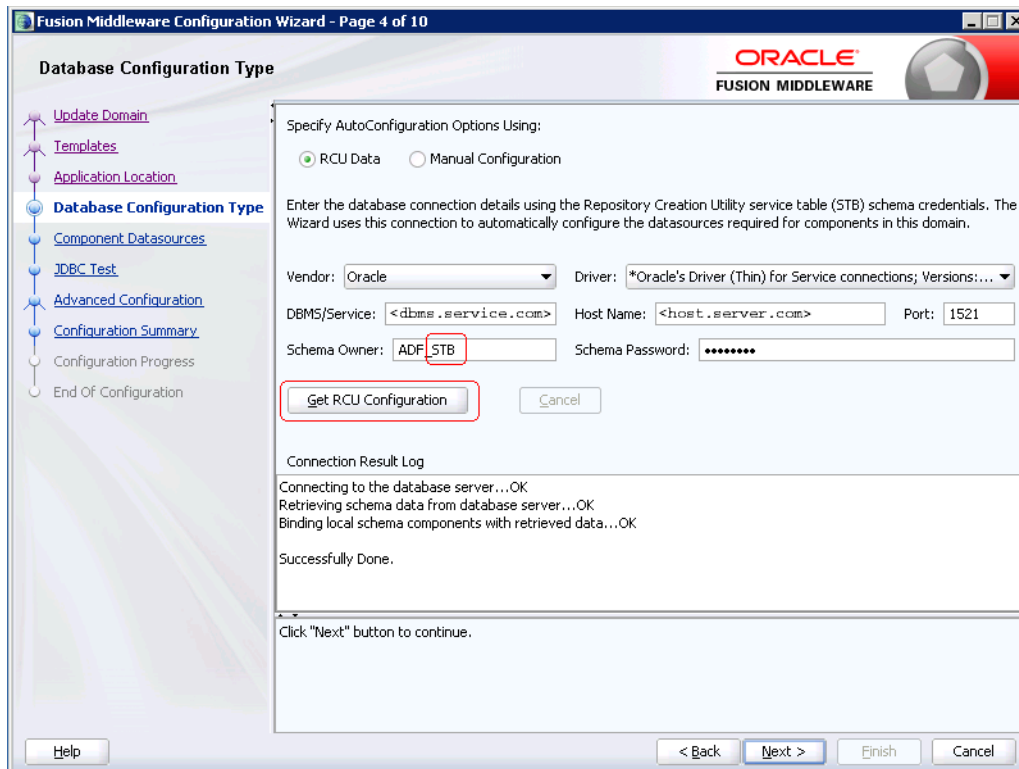 Fusion Middleware Configuration Wizard - Page 4 of 10
Database Configuration Type
ORACLE
FUSION MIDDLEWARE
Update Domain
Templates
Application Location
Database Configuration Type
Component Datasources
JDBC Test
Advanced Configuration
Configuration Summary
Configuration Progress
End Of Configuration
Specify AutoConfiguration Options Using:
RCU Data Manual Configuration
Enter the database connection details using the Repository Creation Utility service table (STB) schema credentials. The
Wizard uses this connection to automatically configure the datasources required for components in this domain.
Vendor: Oracle Driver: *Oracle's Driver (Thin) for Service connections; Versions:...
DBMS/Service: <dbms.service.com> Host Name: <host.server.com> Port: 1521
Schema Owner: ADF_STB Schema Password: ••••••••
Get RCU Configuration Cancel
Connection Result Log
Connecting to the database server...OK
Retrieving schema data from database server...OK
Binding local schema components with retrieved data...OK
Successfully Done.
Click "Next" button to continue.
Help < Back Next > Finish Cancel